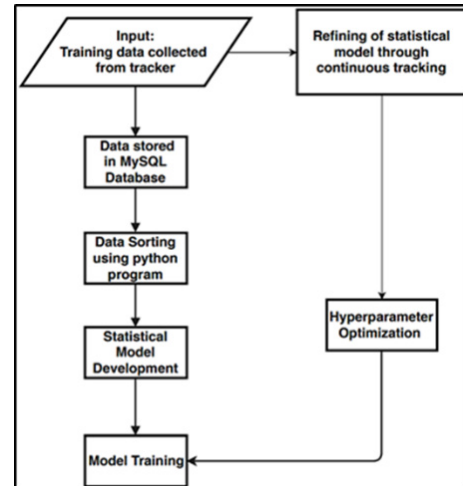 Input:
Training data collected
from tracker
Refining of statistical
model through
continuous tracking
Data stored
in MySQL
Database
Data Sorting
using python
program
Statistical
Model
Development
Hyperparameter
Optimization
Model Training